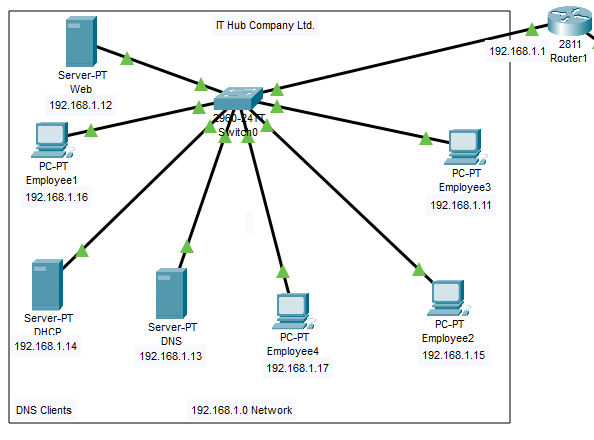 IT Hub Company Ltd.
192.168.1.1
2811
Router1
Server-PT
Web
192.168.1.12
2960-24TT
Switch0
PC-PT
Employee1
192.168.1.16
PC-PT
Employee3
192.168.1.11
Server-PT
DHCP
192.168.1.14
Server-PT
DNS
192.168.1.13
PC-PT
Employee4
192.168.1.17
PC-PT
Employee2
192.168.1.15
DNS Clients
192.168.1.0 Network